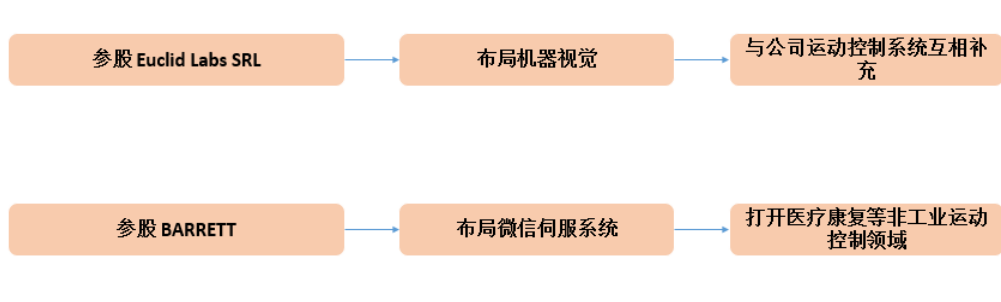 参股 Euclid Labs SRL
布局机器视觉
与公司运动控制系统互相补
充
参股 BARRETT
布局微信伺服系统
打开医疗康复等非工业运动
控制领域